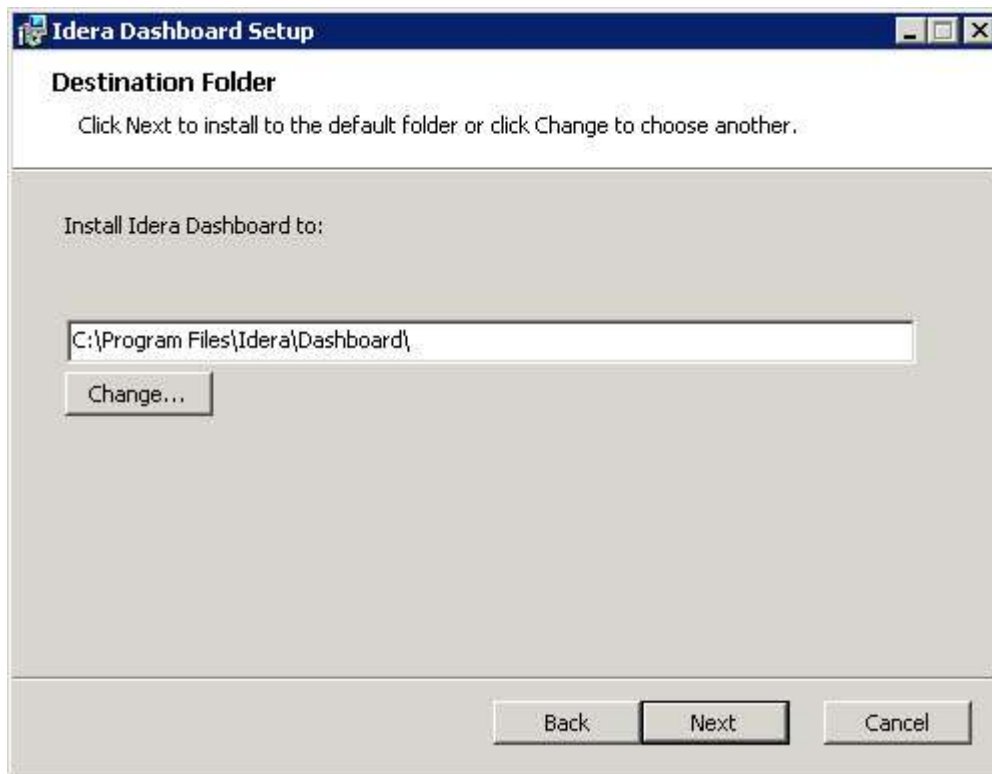 Idera Dashboard Setup
Destination Folder
Click Next to install to the default folder or click Change to choose another.
Install Idera Dashboard to:
C:\Program Files\Idera\Dashboard\
Change...
Back Next Cancel